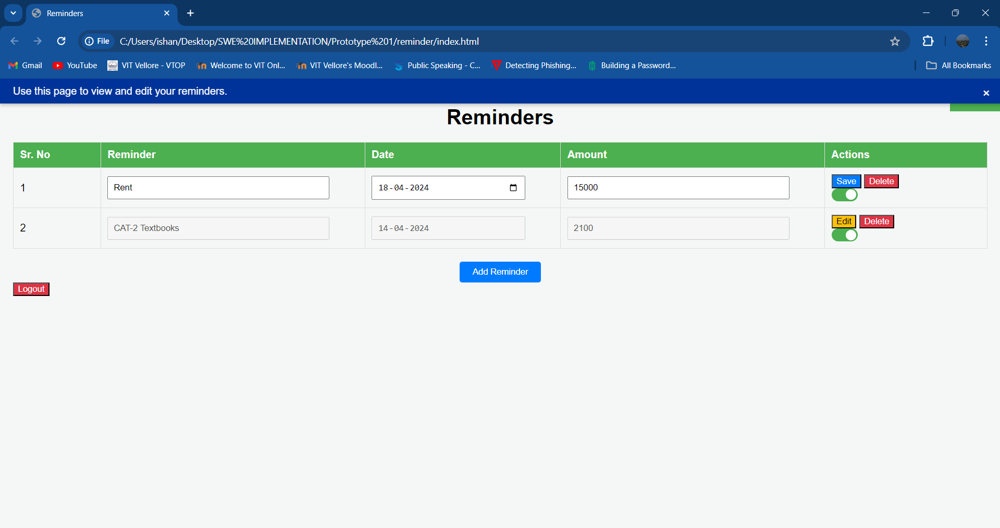 Reminders
File C:/Users/ishan/Desktop/SWE%20IMPLEMENTATION/Prototype%201/reminder/index.html
Gmail YouTube VIT Vellore - VTOP Welcome to VIT Onl... VIT Vellore's Moodl... Public Speaking - C... Detecting Phishing... Building a Password... All Bookmarks
Use this page to view and edit your reminders. ×
Reminders
Sr. No Reminder Date Amount Actions
1 Rent 18-04-2024 15000 Save Delete
2 CAT-2 Textbooks 14-04-2024 2100 Edit Delete
Add Reminder
Logout